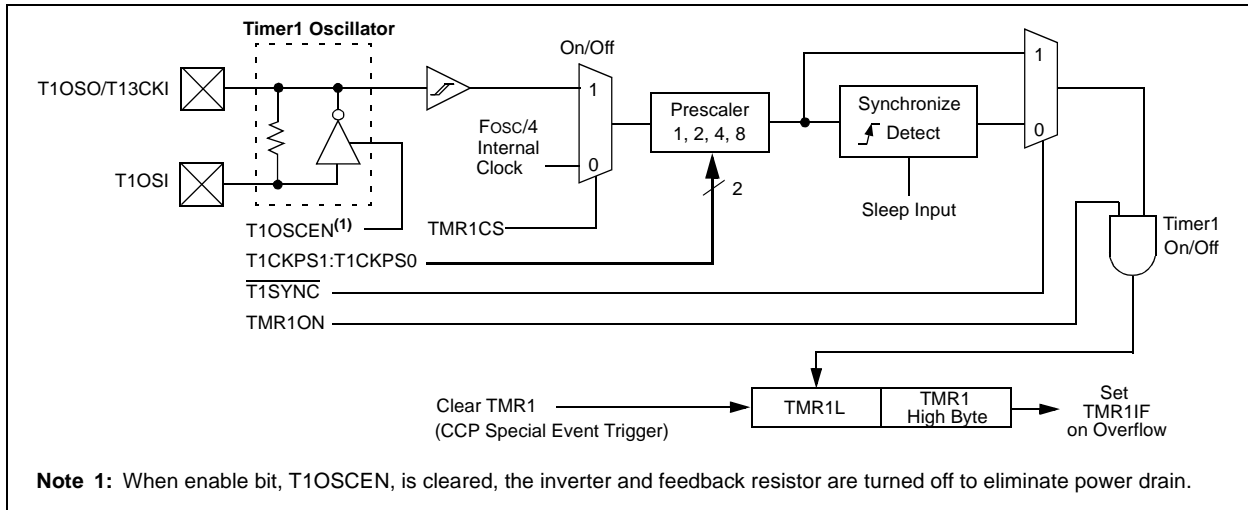 Timer1 Oscillator
On/Off
T1OSO/T13CKI
1
1
Prescaler
1, 2, 4, 8
Synchronize
Detect
FOSC/4
Internal
Clock
0
0
T1OSI
2
Sleep Input
T1OSCEN(1)
TMR1CS
Timer1
On/Off
T1CKPS1:T1CKPS0
T1SYNC
TMR1ON
Clear TMR1
(CCP Special Event Trigger)
TMR1L
TMR1
High Byte
Set
TMR1IF
on Overflow
Note 1: When enable bit, T1OSCEN, is cleared, the inverter and feedback resistor are turned off to eliminate power drain.